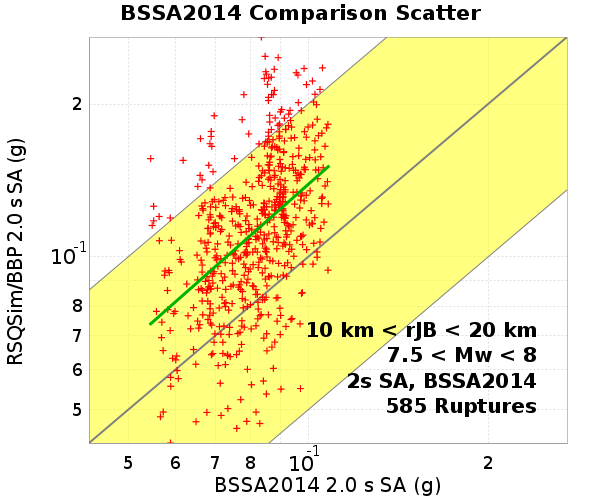 BSSA2014 Comparison Scatter
RSQSim/BBP 2.0 s SA (g)
2
10-1
8
7
6
5
10 km < rJB < 20 km
7.5 < Mw < 8
2s SA, BSSA2014
585 Ruptures
5 6 7 8 10-1 2
BSSA2014 2.0 s SA (g)